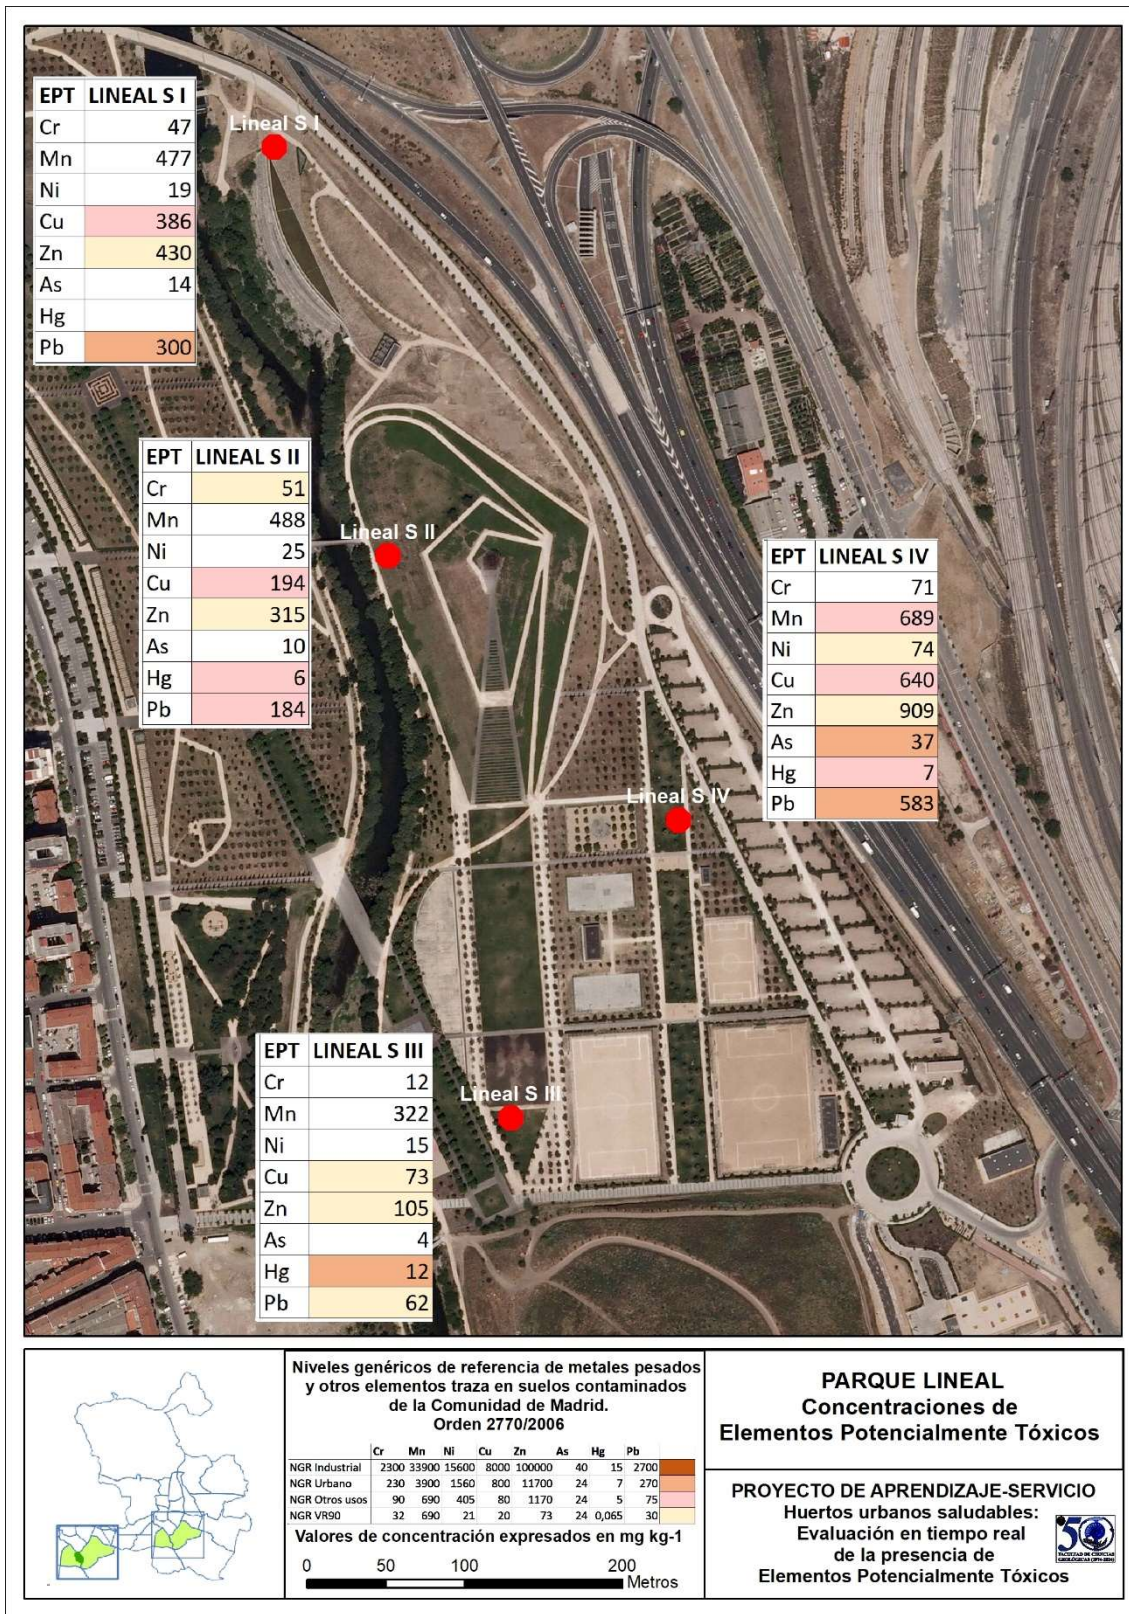 EPT LINEAL S I
Cr 47
Mn 477
Ni 19
Cu 386
Zn 430
As 14
Hg
Pb 300
Lineal S I
EPT LINEAL S II
Cr 51
Mn 488
Ni 25
Cu 194
Zn 315
As 10
Hg 6
Pb 184
Lineal S II
EPT LINEAL S IV
Cr 71
Mn 689
Ni 74
Cu 640
Zn 909
As 37
Hg 7
Pb 583
Lineal S IV
EPT LINEAL S III
Cr 12
Mn 322
Ni 15
Cu 73
Zn 105
As 4
Hg 12
Pb 62
Lineal S III
Niveles genéricos de referencia de metales pesados
y otros elementos traza en suelos contaminados
de la Comunidad de Madrid.
Orden 2770/2006
Cr Mn Ni Cu Zn As Hg Pb
NGR Industrial 2300 33900 15600 8000 100000 40 15 2700
NGR Urbano 230 3900 1560 800 11700 24 7 270
NGR Otros usos 90 690 405 80 1170 24 5 75
NGR VR90 32 690 21 20 73 24 0,065 30
Valores de concentración expresados en mg kg-1
0 50 100 200
Metros
PARQUE LINEAL
Concentraciones de
Elementos Potencialmente Tóxicos
PROYECTO DE APRENDIZAJE-SERVICIO
Huertos urbanos saludables:
Evaluación en tiempo real
de la presencia de
Elementos Potencialmente Tóxicos
50
FACULTAD DE CIENCIAS
GEOLÓGICAS (1974-2024)